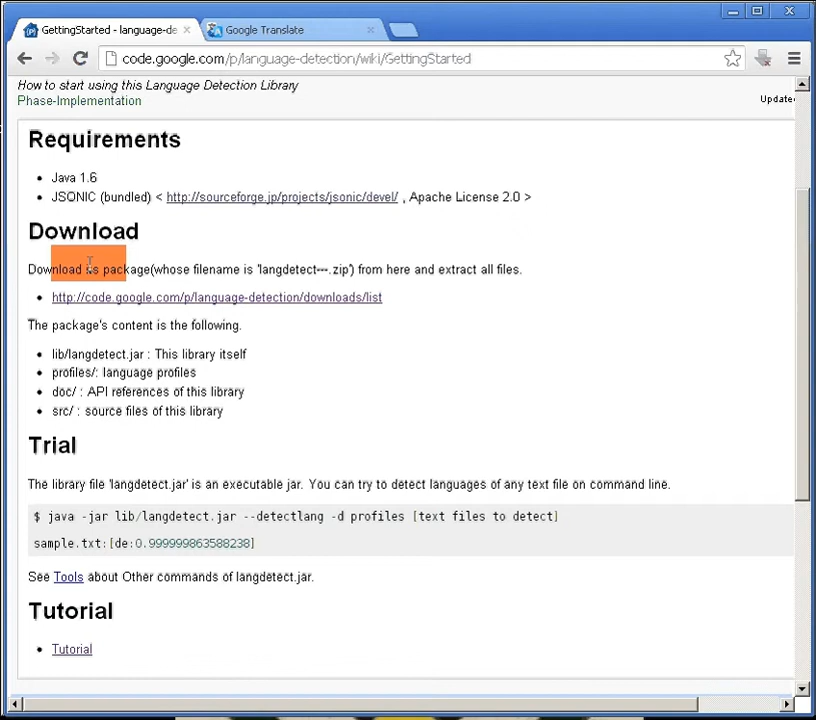 GettingStarted - language-de
Google Translate
code.google.com/p/language-detection/wiki/GettingStarted
How to start using this Language Detection Library
Phase-Implementation
Update
Requirements
Java 1.6
JSONIC (bundled) < http://sourceforge.jp/projects/jsonic/devel/ , Apache License 2.0 >
Download
Download its package(whose filename is 'langdetect---.zip') from here and extract all files.
http://code.google.com/p/language-detection/downloads/list
The package's content is the following.
lib/langdetect.jar : This library itself
profiles/: language profiles
doc/ : API references of this library
src/ : source files of this library
Trial
The library file 'langdetect.jar' is an executable jar. You can try to detect languages of any text file on command line.
$ java -jar lib/langdetect.jar --detectlang -d profiles [text files to detect]
sample.txt:[de:0.999999863588238]
See Tools about Other commands of langdetect.jar.
Tutorial
Tutorial